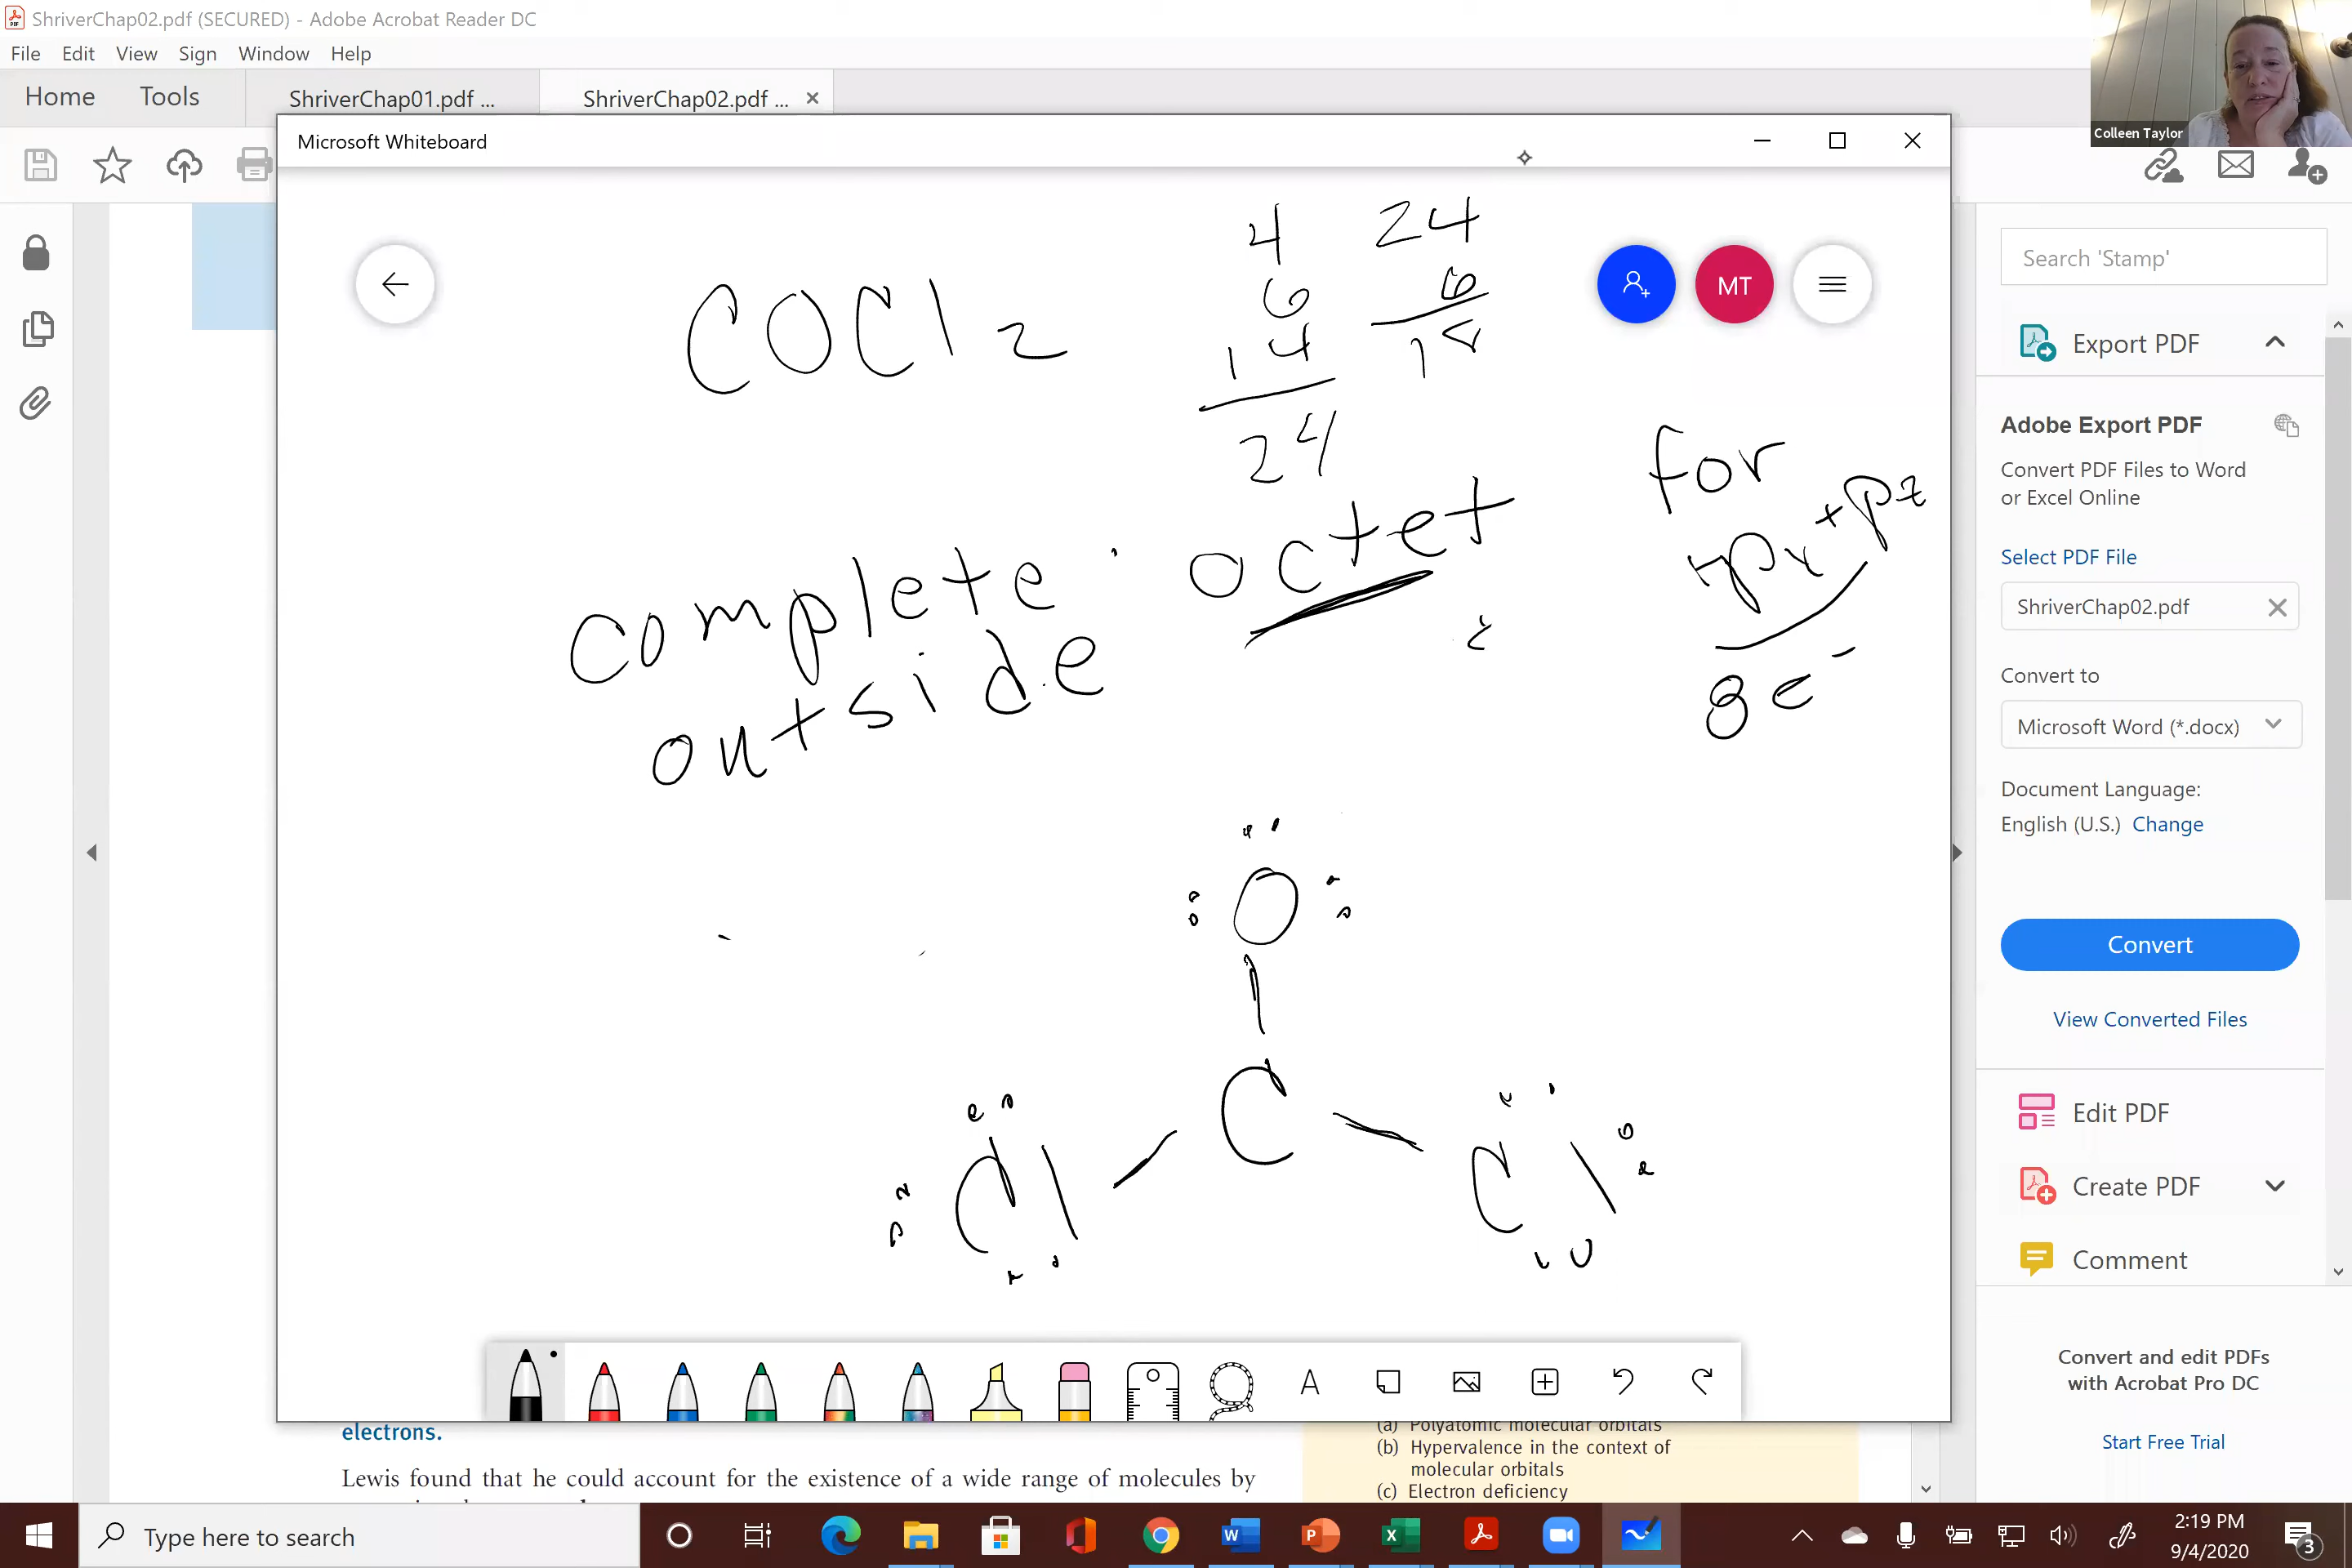 ShriverChap02.pdf (SECURED) - Adobe Acrobat Reader DC
File Edit View Sign Window Help
Home Tools ShriverChap01.pdf ... ShriverChap02.pdf ...
Colleen Taylor
Microsoft Whiteboard
MT
COCl2
4 24
6 6
14 18
24
for
px + pz
8e-
complete octet
outside
O
C
Cl Cl
Search 'Stamp'
Export PDF
Adobe Export PDF
Convert PDF Files to Word
or Excel Online
Select PDF File
ShriverChap02.pdf
Convert to
Microsoft Word (*.docx)
Document Language:
English (U.S.) Change
Convert
View Converted Files
Edit PDF
Create PDF
Comment
Convert and edit PDFs
with Acrobat Pro DC
Start Free Trial
electrons.
Lewis found that he could account for the existence of a wide range of molecules by
(a) Polyatomic molecular orbitals
(b) Hypervalence in the context of
molecular orbitals
(c) Electron deficiency
Type here to search
2:19 PM
9/4/2020
3